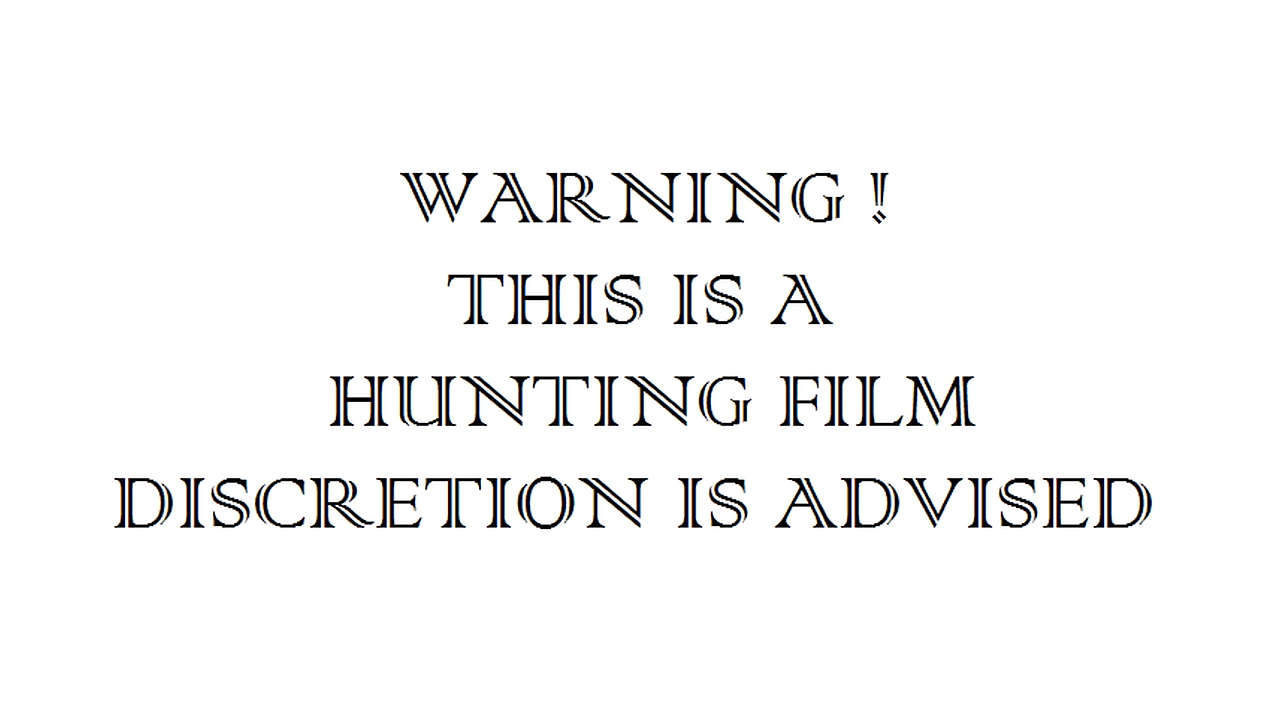 WARNING !
THIS IS A
HUNTING FILM
DISCRETION IS ADVISED